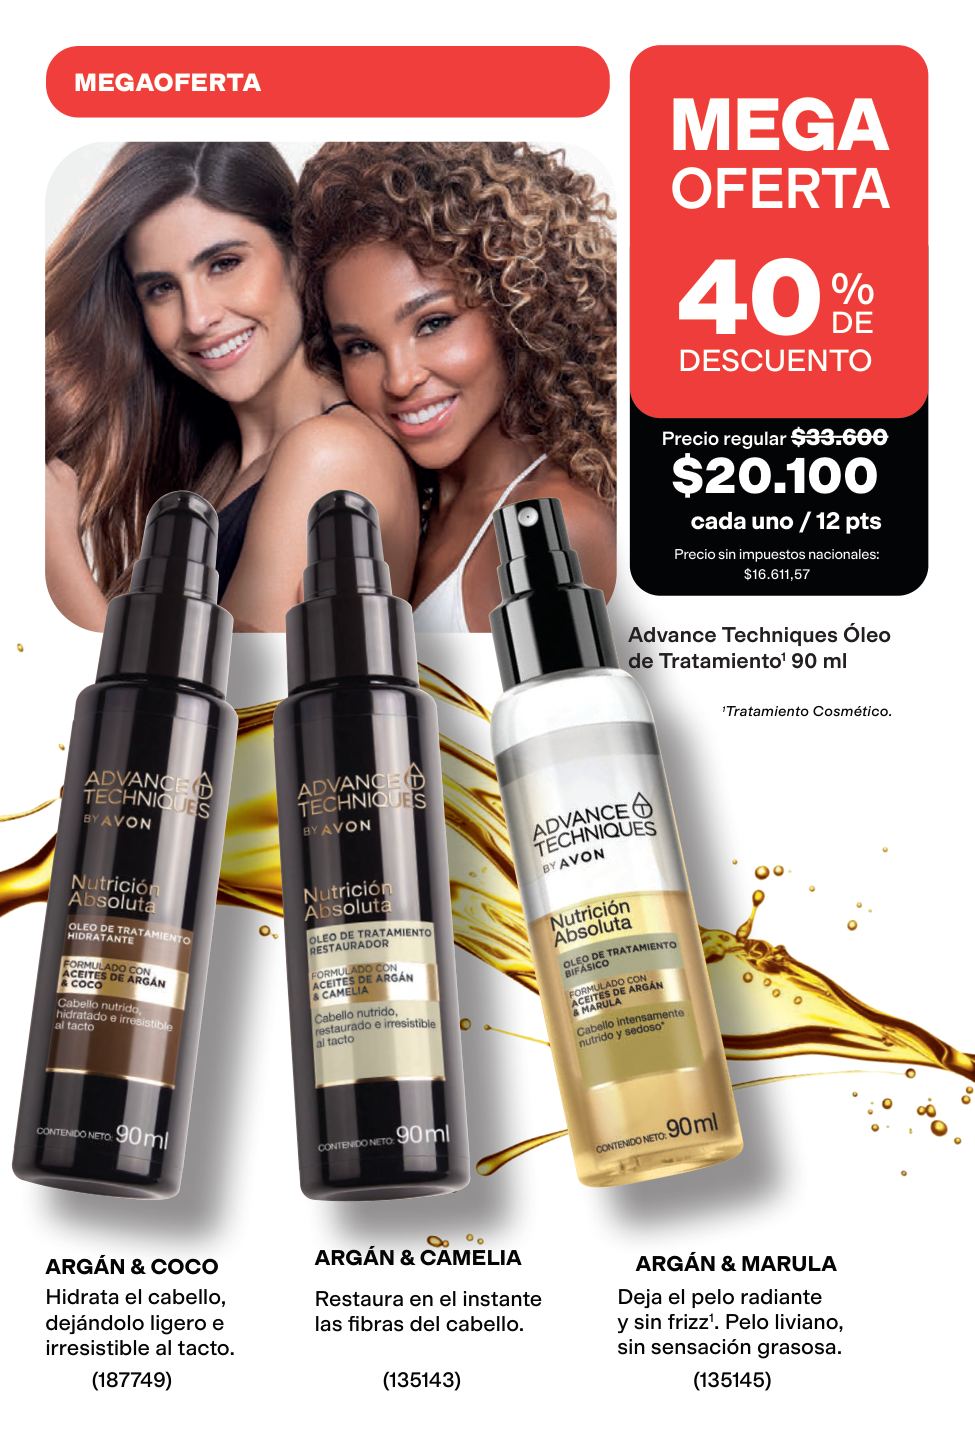 MEGAOFERTA
MEGA
OFERTA
40 %
DE
DESCUENTO
Precio regular $33.600
$20.100
cada uno / 12 pts
Precio sin impuestos nacionales:
$16.611,57
Advance Techniques Óleo
de Tratamiento¹ 90 ml
¹Tratamiento Cosmético.
ADVANCE
TECHNIQUES
BY AVON
Nutrición
Absoluta
OLEO DE TRATAMIENTO
HIDRATANTE
FORMULADO CON
ACEITES DE ARGÁN
& COCO
Cabello nutrido,
hidratado e irresistible
al tacto
CONTENIDO NETO: 90 ml
ADVANCE
TECHNIQUES
BY AVON
Nutrición
Absoluta
OLEO DE TRATAMIENTO
RESTAURADOR
FORMULADO CON
ACEITES DE ARGÁN
& CAMELIA
Cabello nutrido,
restaurado e irresistible
al tacto
CONTENIDO NETO: 90 ml
ADVANCE
TECHNIQUES
BY AVON
Nutrición
Absoluta
OLEO DE TRATAMIENTO
BIFÁSICO
FORMULADO CON
ACEITES DE ARGÁN
& MARULA
Cabello intensamente
nutrido y sedoso*
CONTENIDO NETO: 90 ml
ARGÁN & COCO
Hidrata el cabello,
dejándolo ligero e
irresistible al tacto.
(187749)
ARGÁN & CAMELIA
Restaura en el instante
las fibras del cabello.
(135143)
ARGÁN & MARULA
Deja el pelo radiante
y sin frizz¹. Pelo liviano,
sin sensación grasosa.
(135145)